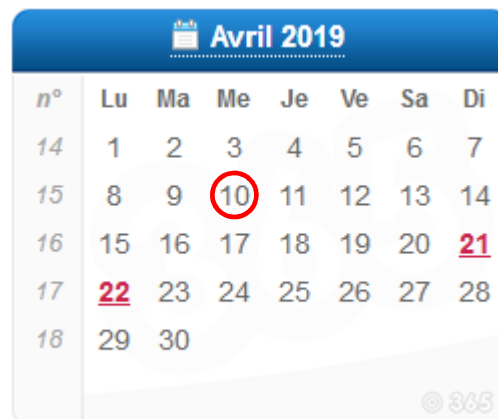 Avril 2019
n° Lu Ma Me Je Ve Sa Di
14 1 2 3 4 5 6 7
15 8 9 10 11 12 13 14
16 15 16 17 18 19 20 21
17 22 23 24 25 26 27 28
18 29 30
365